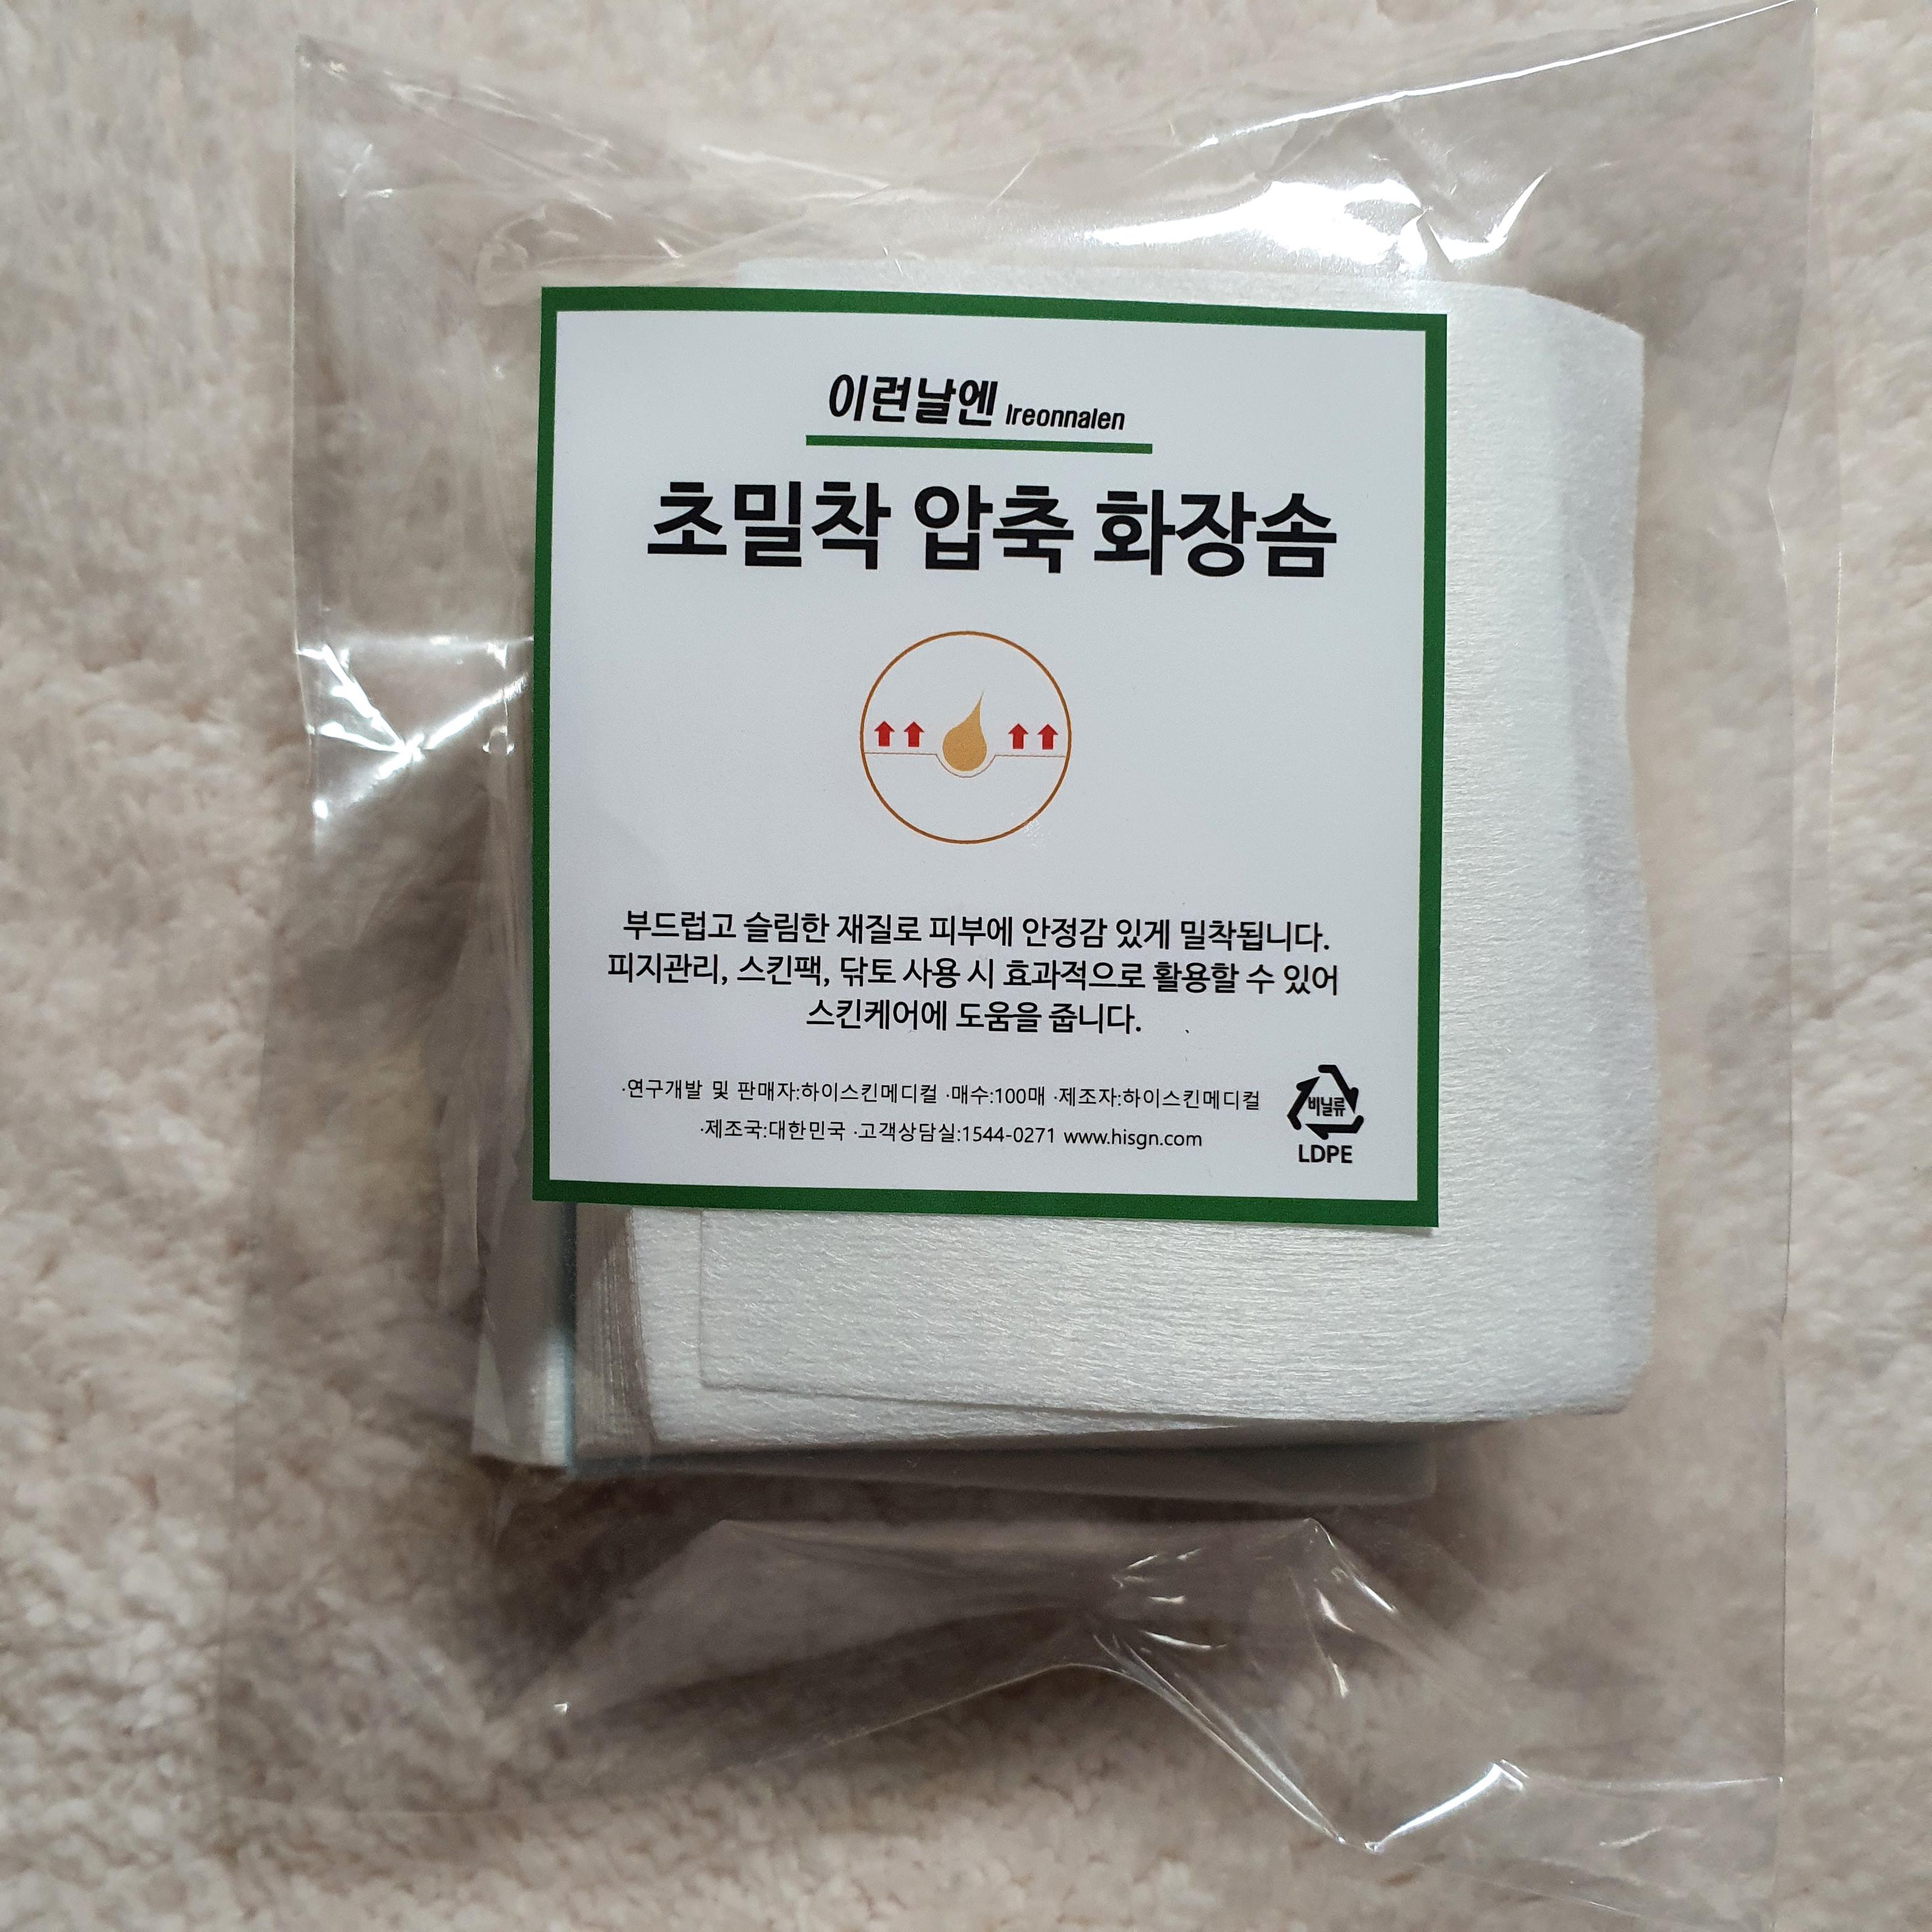 이런날엔 Ireonnalen
초밀착 압축 화장솜
부드럽고 슬림한 재질로 피부에 안정감 있게 밀착됩니다.
피지관리, 스킨팩, 닦토 사용 시 효과적으로 활용할 수 있어
스킨케어에 도움을 줍니다.
·연구개발 및 판매자:하이스킨메디컬 ·매수:100매 ·제조자:하이스킨메디컬
·제조국:대한민국 ·고객상담실:1544-0271 www.hisgn.com
비닐류
LDPE